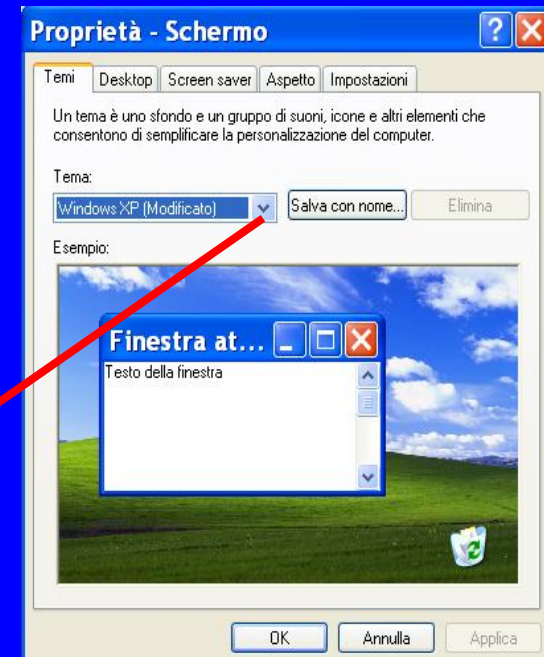 Proprietà - Schermo
Temi Desktop Screen saver Aspetto Impostazioni
Un tema è uno sfondo e un gruppo di suoni, icone e altri elementi che
consentono di semplificare la personalizzazione del computer.
Tema:
Windows XP (Modificato) Salva con nome... Elimina
Esempio:
Finestra at...
Testo della finestra
OK Annulla Applica